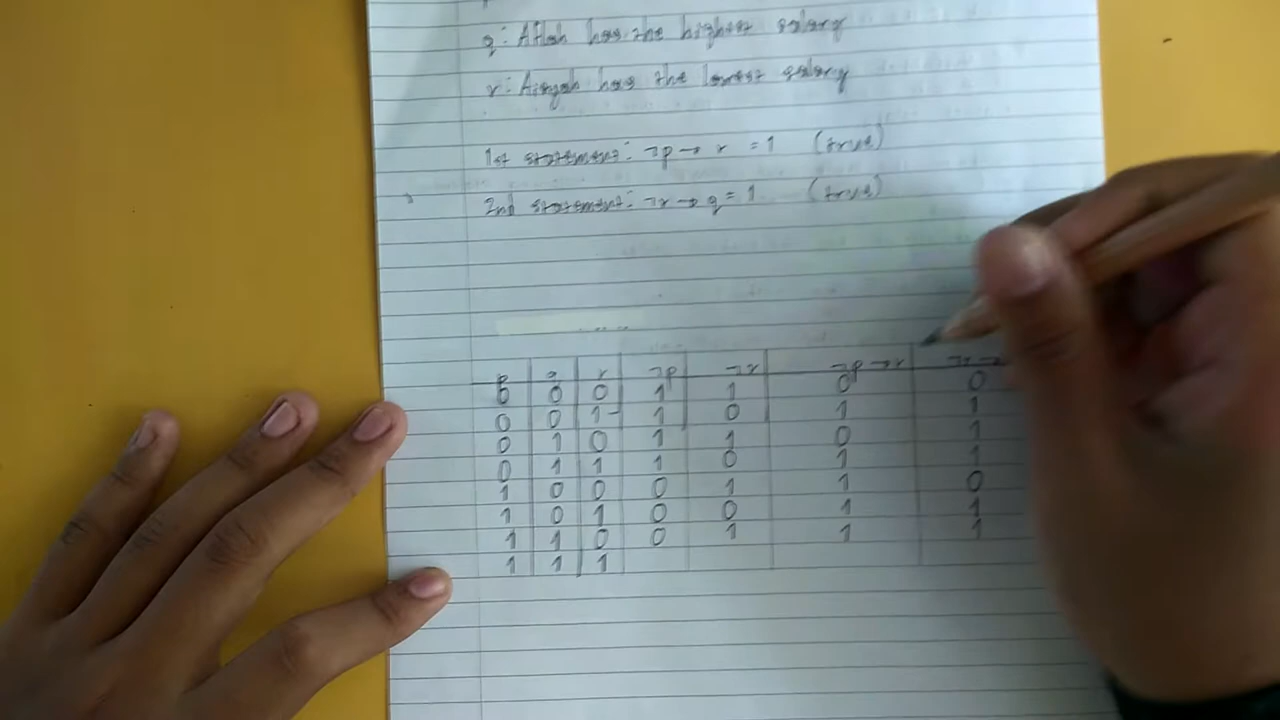 q: Aflah has the highest salary
r: Aisyah has the lowest salary
1st statement: ¬p → r = 1 (true)
2nd statement: ¬r → q = 1 (true)
p q r ¬p ¬r ¬p → r ¬r →
0 0 0 1 1 0 0
0 0 1 1 0 1 1
0 1 0 1 1 0 1
0 1 1 1 0 1 1
1 0 0 0 1 1 0
1 0 1 0 0 1 1
1 1 0 0 1 1 1
1 1 1